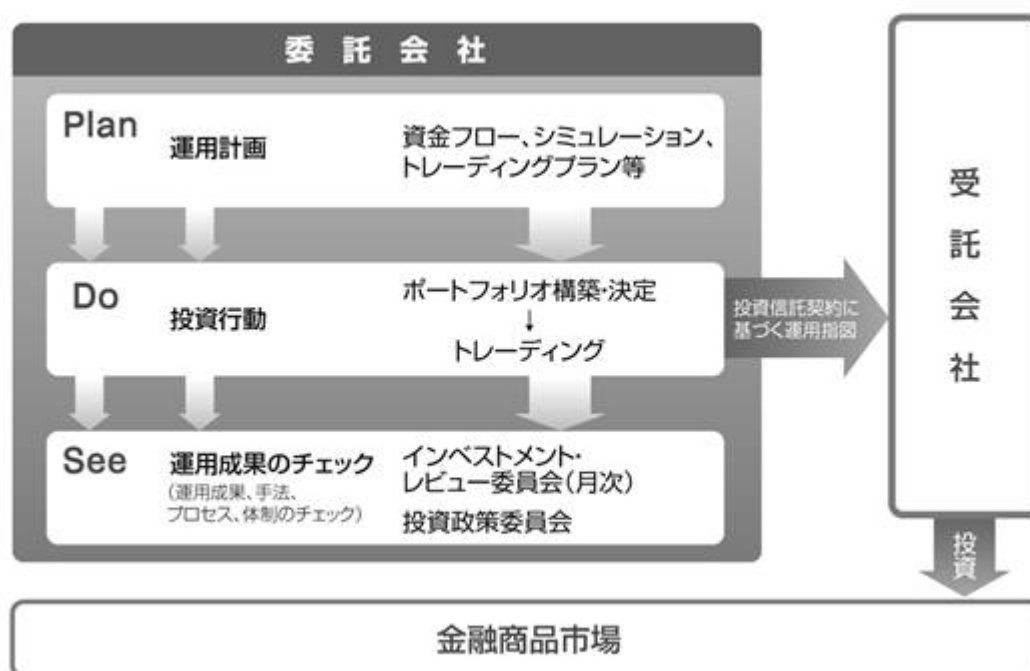 委託会社
Plan
運用計画
資金フロー、シミュレーション、
トレーディングプラン等
Do
投資行動
ポートフォリオ構築・決定
↓
トレーディング
投資信託契約に
基づく運用指図
See
運用成果のチェック
(運用成果、手法、
プロセス、体制のチェック)
インベストメント・
レビュー委員会(月次)
投資政策委員会
受託会社
投資
金融商品市場